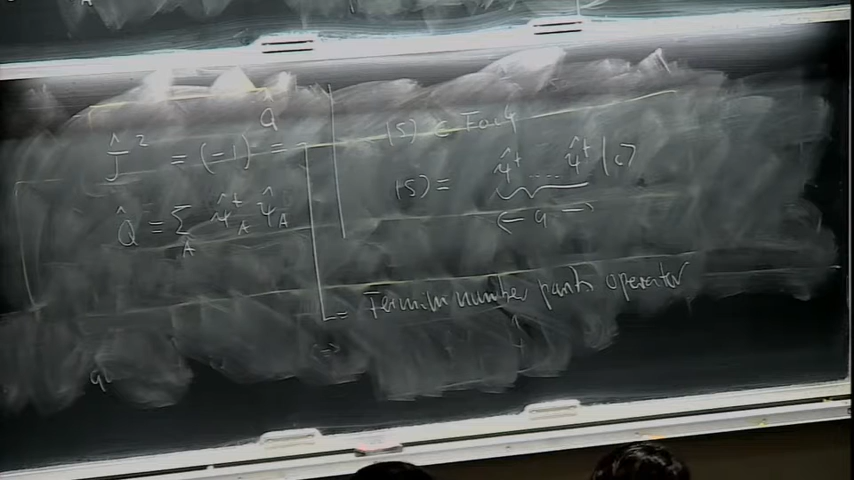 Ĵ² = (-1)^Q̂ =
Q̂ = Σ_A ψ̂†_A ψ̂_A
|S) ∈ Fock
|S) = ψ̂† .... ψ̂† |0>
<- q ->
= Fermion number parity operator
q